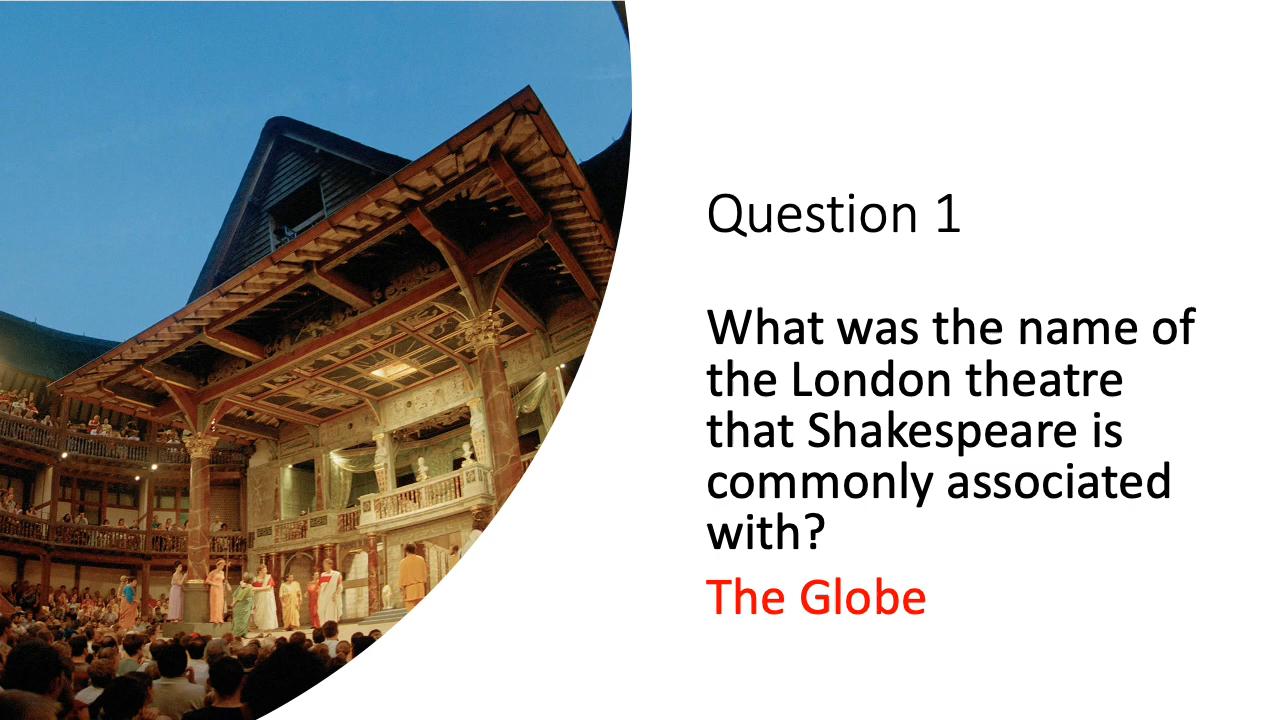 Question 1
What was the name of
the London theatre
that Shakespeare is
commonly associated
with?
The Globe